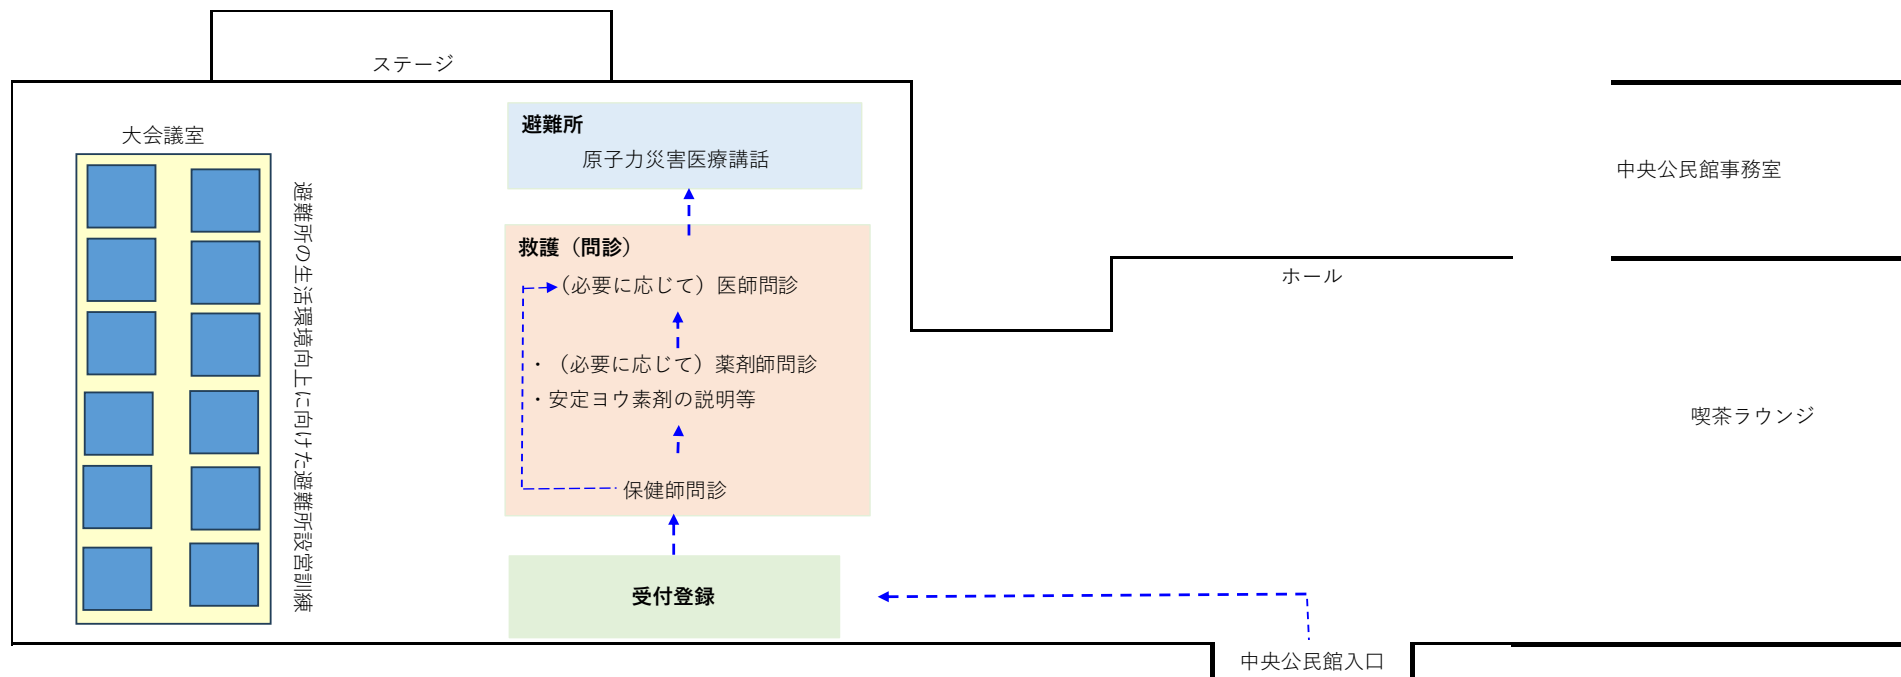 ステージ
大会議室
避難所の生活環境向上に向けた避難所設営訓練
避難所
原子力災害医療講話
救護（問診）
（必要に応じて）医師問診
・（必要に応じて）薬剤師問診
・安定ヨウ素剤の説明等
保健師問診
受付登録
ホール
中央公民館事務室
喫茶ラウンジ
中央公民館入口